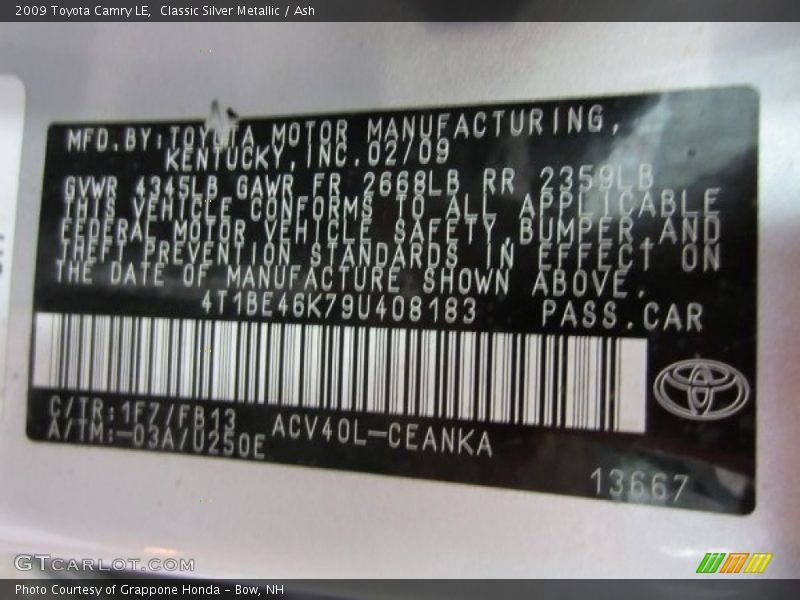 2009 Toyota Camry LE,  Classic Silver Metallic / Ash
MFD.BY:TOYOTA MOTOR MANUFACTURING,
KENTUCKY,INC.02/09
GVWR 4345LB GAWR FR 2668LB RR 2359LB
THIS VEHICLE CONFORMS TO ALL APPLICABLE
FEDERAL MOTOR VEHICLE SAFETY,BUMPER,AND
THEFT PREVENTION STANDARDS IN EFFECT ON
THE DATE OF MANUFACTURE SHOWN ABOVE.
4T1BE46K79U408183 PASS.CAR
C/TR:1F7/FB13
A/TM:-03A/U250E
ACV40L-CEANKA
13667
GTCARLOT.COM
Photo Courtesy of Grappone Honda - Bow, NH